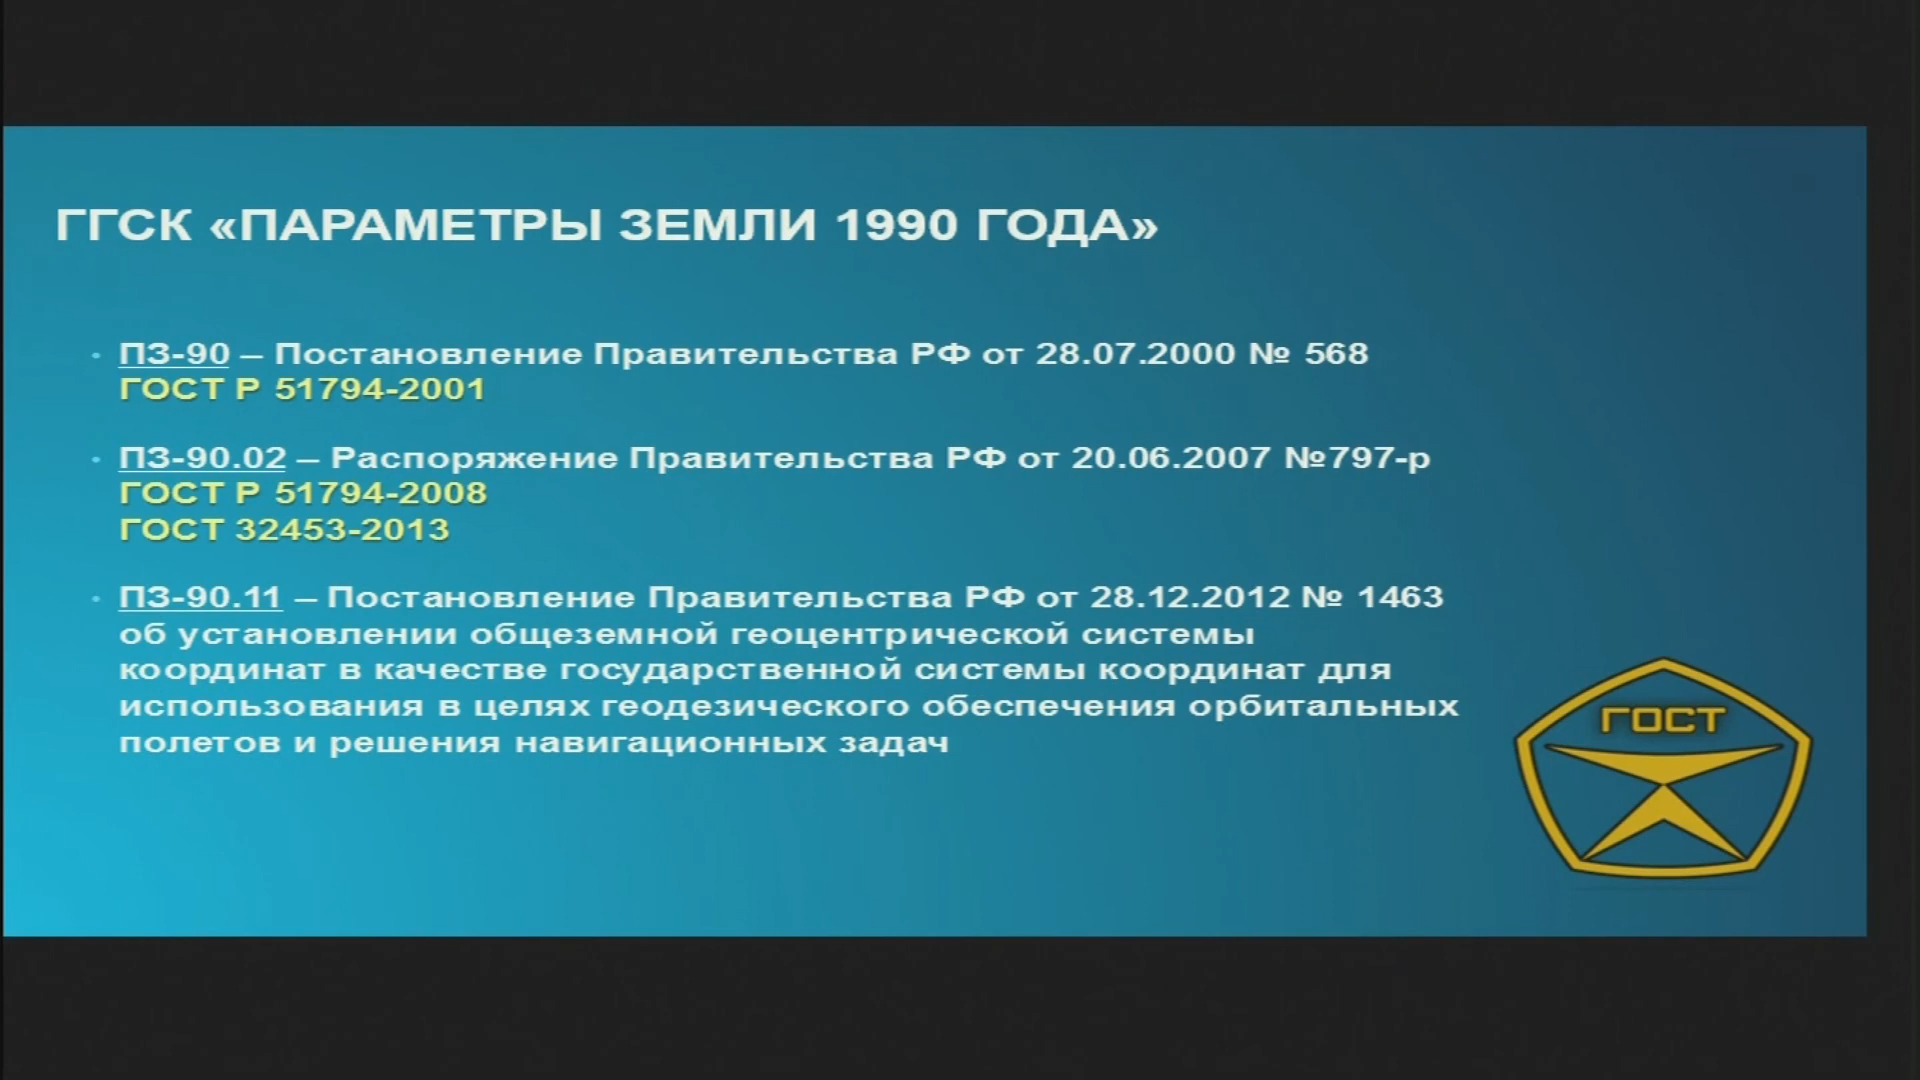 ГГСК «ПАРАМЕТРЫ ЗЕМЛИ 1990 ГОДА»
• ПЗ-90 – Постановление Правительства РФ от 28.07.2000 № 568
ГОСТ Р 51794-2001
• ПЗ-90.02 – Распоряжение Правительства РФ от 20.06.2007 №797-р
ГОСТ Р 51794-2008
ГОСТ 32453-2013
• ПЗ-90.11 – Постановление Правительства РФ от 28.12.2012 № 1463
об установлении общеземной геоцентрической системы
координат в качестве государственной системы координат для
использования в целях геодезического обеспечения орбитальных
полетов и решения навигационных задач
ГОСТ